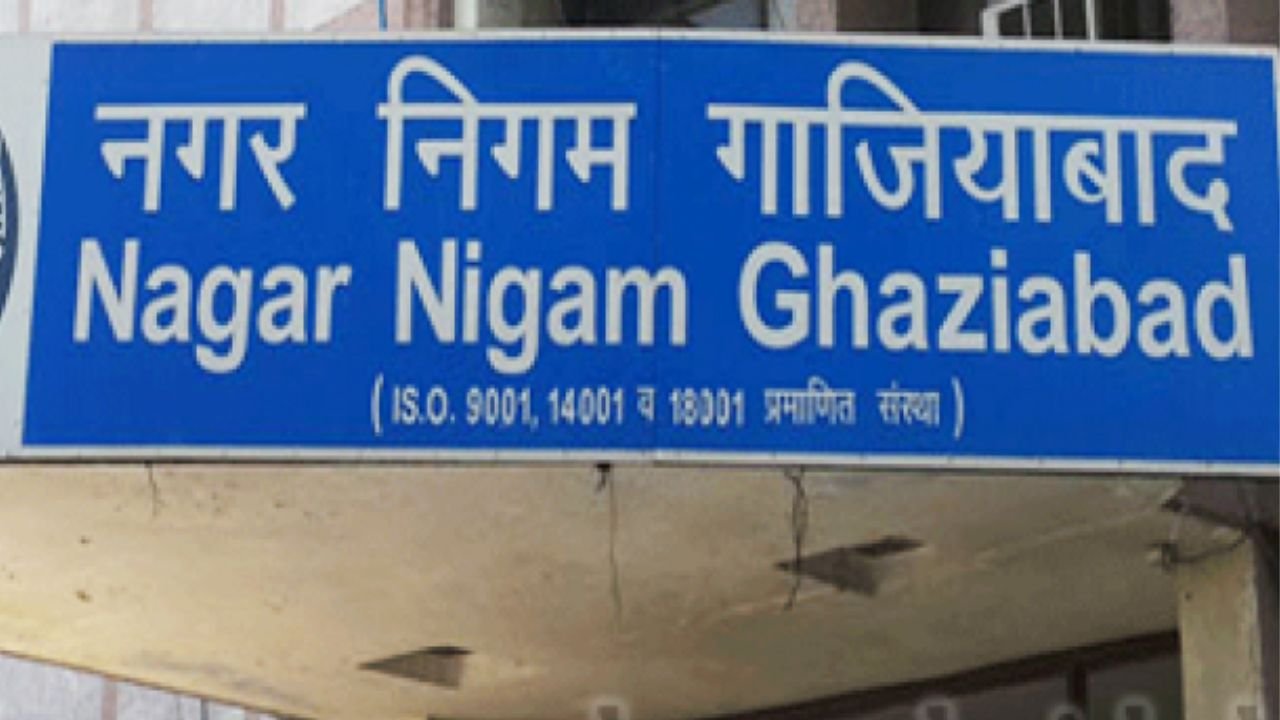 नगर निगम गाजियाबाद
Nagar Nigam Ghaziabad
( IS.O. 9001, 14001 व 18001 प्रमाणित संस्था )